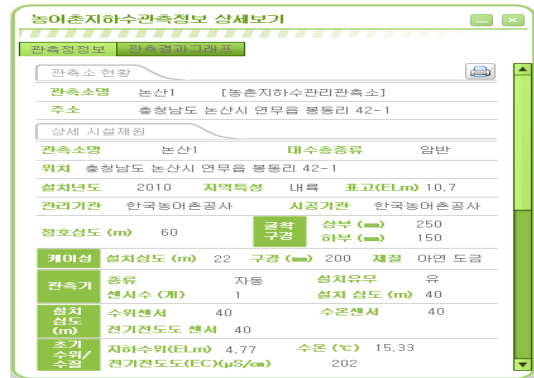 농어촌지하수관측정보 상세보기
관측정정보 관측결과그래프
관측소 현황
관측소명 논산1 [농촌지하수관리관측소]
주소 충청남도 논산시 연무읍 봉동리 42-1
상세 시설제원
관측소명 논산1 대수층종류 암반
위치 충청남도 논산시 연무읍 봉동리 42-1
설치년도 2010 지역특성 내륙 표고(ELm) 10,7
관리기관 한국농어촌공사 시공기관 한국농어촌공사
정호심도 (m) 60 굴착구경 상부 (㎜) 250
하부 (㎜) 150
케이싱 설치심도 (m) 22 구경 (㎜) 200 재질 아연 도금
관측기 종류 자동 설치유무 유
센서수 (개) 1 설치 심도 (m) 40
설치심도(m) 수위센서 40 수온센서 40
전기전도도 센서 40
초기수위/수질 지하수위(ELm) 4,77 수온 (℃) 15,33
전기전도도(EC)(μS/㎝) 202